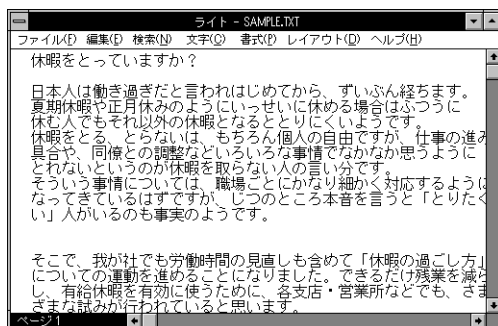 ライト - SAMPLE.TXT
ファイル(F) 編集(E) 検索(N) 文字(C) 書式(P) レイアウト(D) ヘルプ(H)
休暇をとっていますか？
日本人は働き過ぎだと言われはじめてから、ずいぶん経ちます。
夏期休暇や正月休みのようにいっせいに休める場合はふつうに
休む人でもそれ以外の休暇となるととりにくいようです。
休暇をとる、とらないは、もちろん個人の自由ですが、仕事の進み
具合や、同僚との調整などいろいろな事情でなかなか思うように
とれないというのが休暇を取らない人の言い分です。
そういう事情については、職場ごとにかなり細かく対応するように
なってきているはずですが、じつのところ本音を言うと「とりたく
い」人がいるのも事実のようです。
そこで、我が社でも労働時間の見直しも含めて「休暇の過ごし方」
についての運動を進めることになりました。できるだけ残業を減ら
し、有給休暇を有効に使うために、各支店・営業所などでも、さま
ざまな試みが行われていると思います。
ページ 1